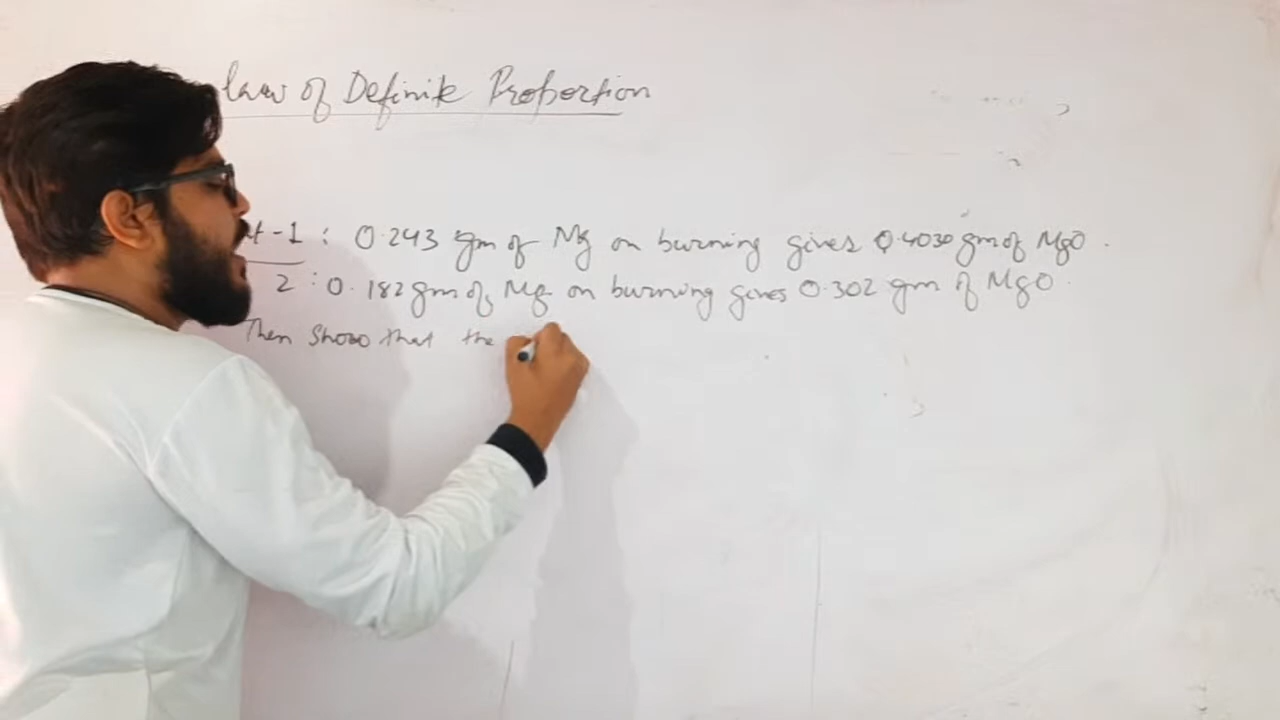 law of Definite Proportion
-1 : 0.243 gm of Mg on burning gives 0.4030 gm of MgO .
2 : 0.182 gm of Mg on burning gives 0.302 gm of MgO .
Then show that the